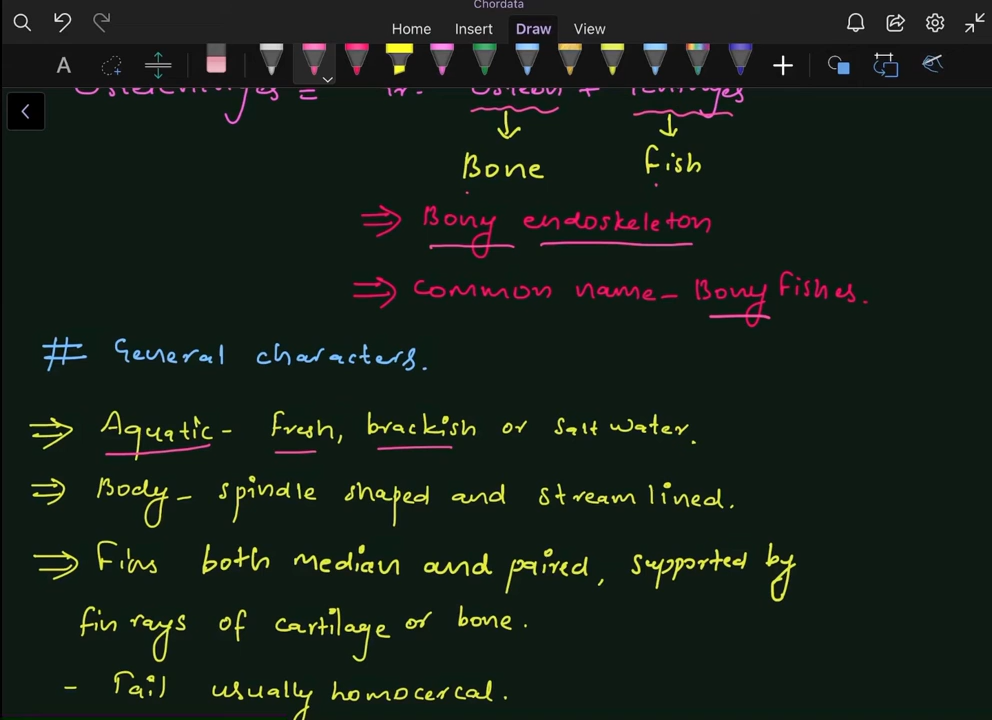 Chordata
Home Insert Draw View
Osteichthyes = Gr.
Bone Fish
⇒ Bony endoskeleton
⇒ common name - Bony fishes.
# General characters.
⇒ Aquatic - fresh, brackish or salt water.
⇒ Body - spindle shaped and streamlined.
⇒ Fins both median and paired, supported by
fin rays of cartilage or bone.
- Tail usually homocercal.